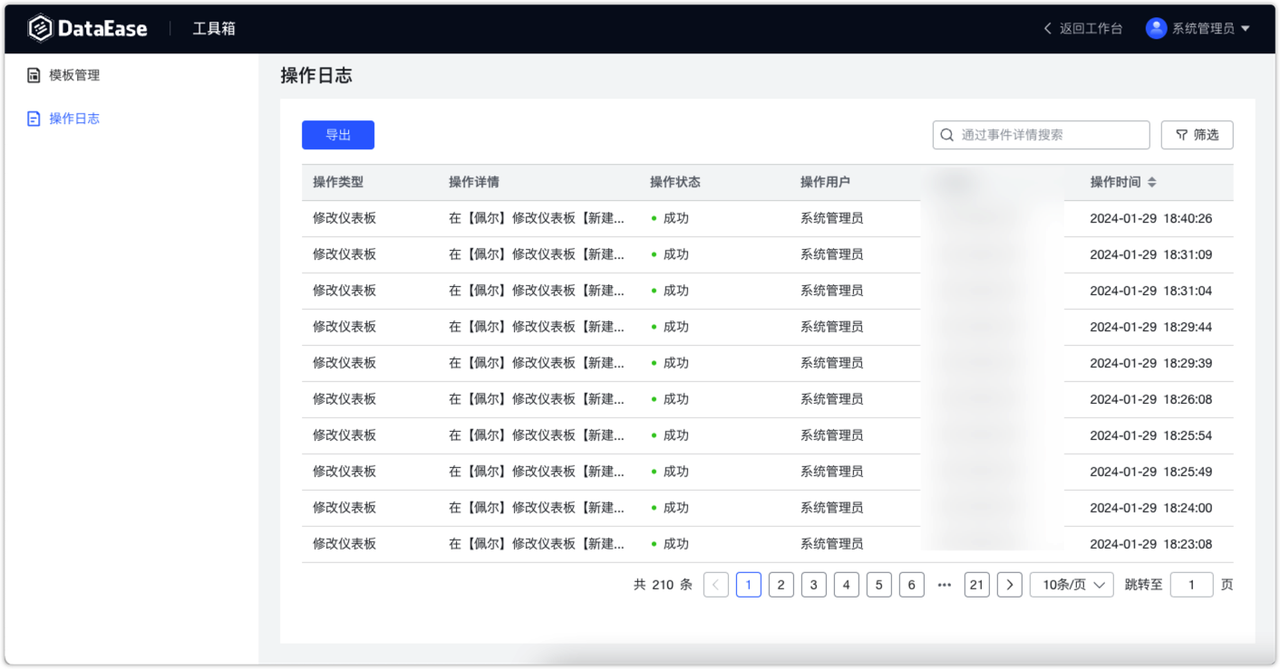 DataEase 工具箱 返回工作台 系统管理员
模板管理
操作日志
操作日志
导出 通过事件详情搜索 筛选
操作类型 操作详情 操作状态 操作用户 操作时间
修改仪表板 在【佩尔】修改仪表板【新建... 成功 系统管理员 2024-01-29 18:40:26
修改仪表板 在【佩尔】修改仪表板【新建... 成功 系统管理员 2024-01-29 18:31:09
修改仪表板 在【佩尔】修改仪表板【新建... 成功 系统管理员 2024-01-29 18:31:04
修改仪表板 在【佩尔】修改仪表板【新建... 成功 系统管理员 2024-01-29 18:29:44
修改仪表板 在【佩尔】修改仪表板【新建... 成功 系统管理员 2024-01-29 18:29:39
修改仪表板 在【佩尔】修改仪表板【新建... 成功 系统管理员 2024-01-29 18:26:08
修改仪表板 在【佩尔】修改仪表板【新建... 成功 系统管理员 2024-01-29 18:25:54
修改仪表板 在【佩尔】修改仪表板【新建... 成功 系统管理员 2024-01-29 18:25:49
修改仪表板 在【佩尔】修改仪表板【新建... 成功 系统管理员 2024-01-29 18:24:00
修改仪表板 在【佩尔】修改仪表板【新建... 成功 系统管理员 2024-01-29 18:23:08
共 210 条 1 2 3 4 5 6 ••• 21 10条/页 跳转至 1 页